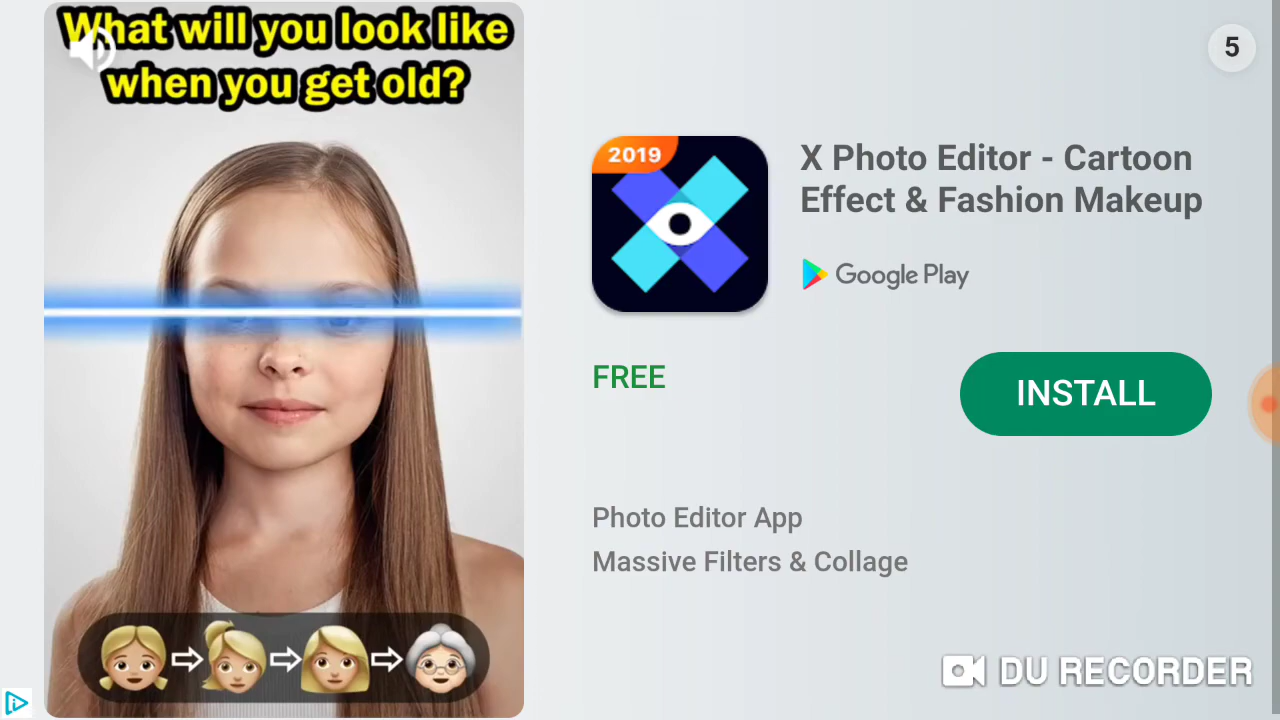 What will you look like
when you get old?
5
2019
X Photo Editor - Cartoon
Effect & Fashion Makeup
Google Play
FREE
INSTALL
Photo Editor App
Massive Filters & Collage
DU RECORDER